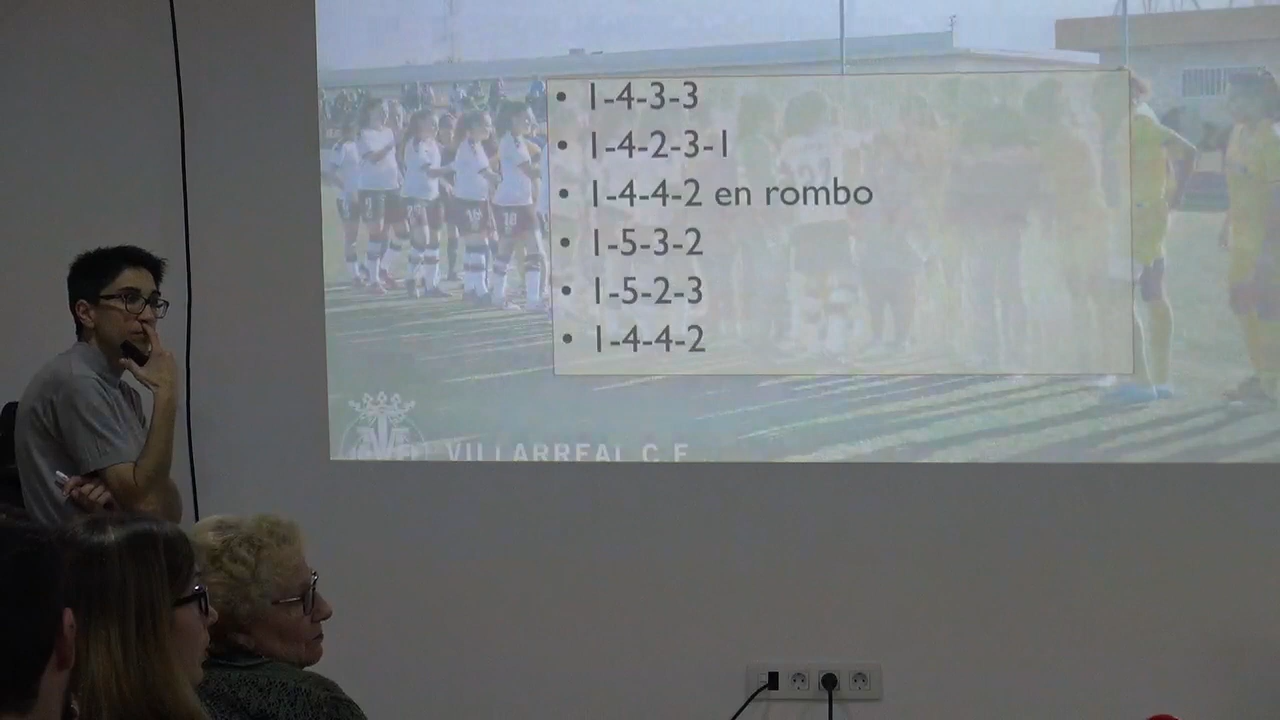 • 1-4-3-3
• 1-4-2-3-1
• 1-4-4-2 en rombo
• 1-5-3-2
• 1-5-2-3
• 1-4-4-2
VILLARREAL C.F.